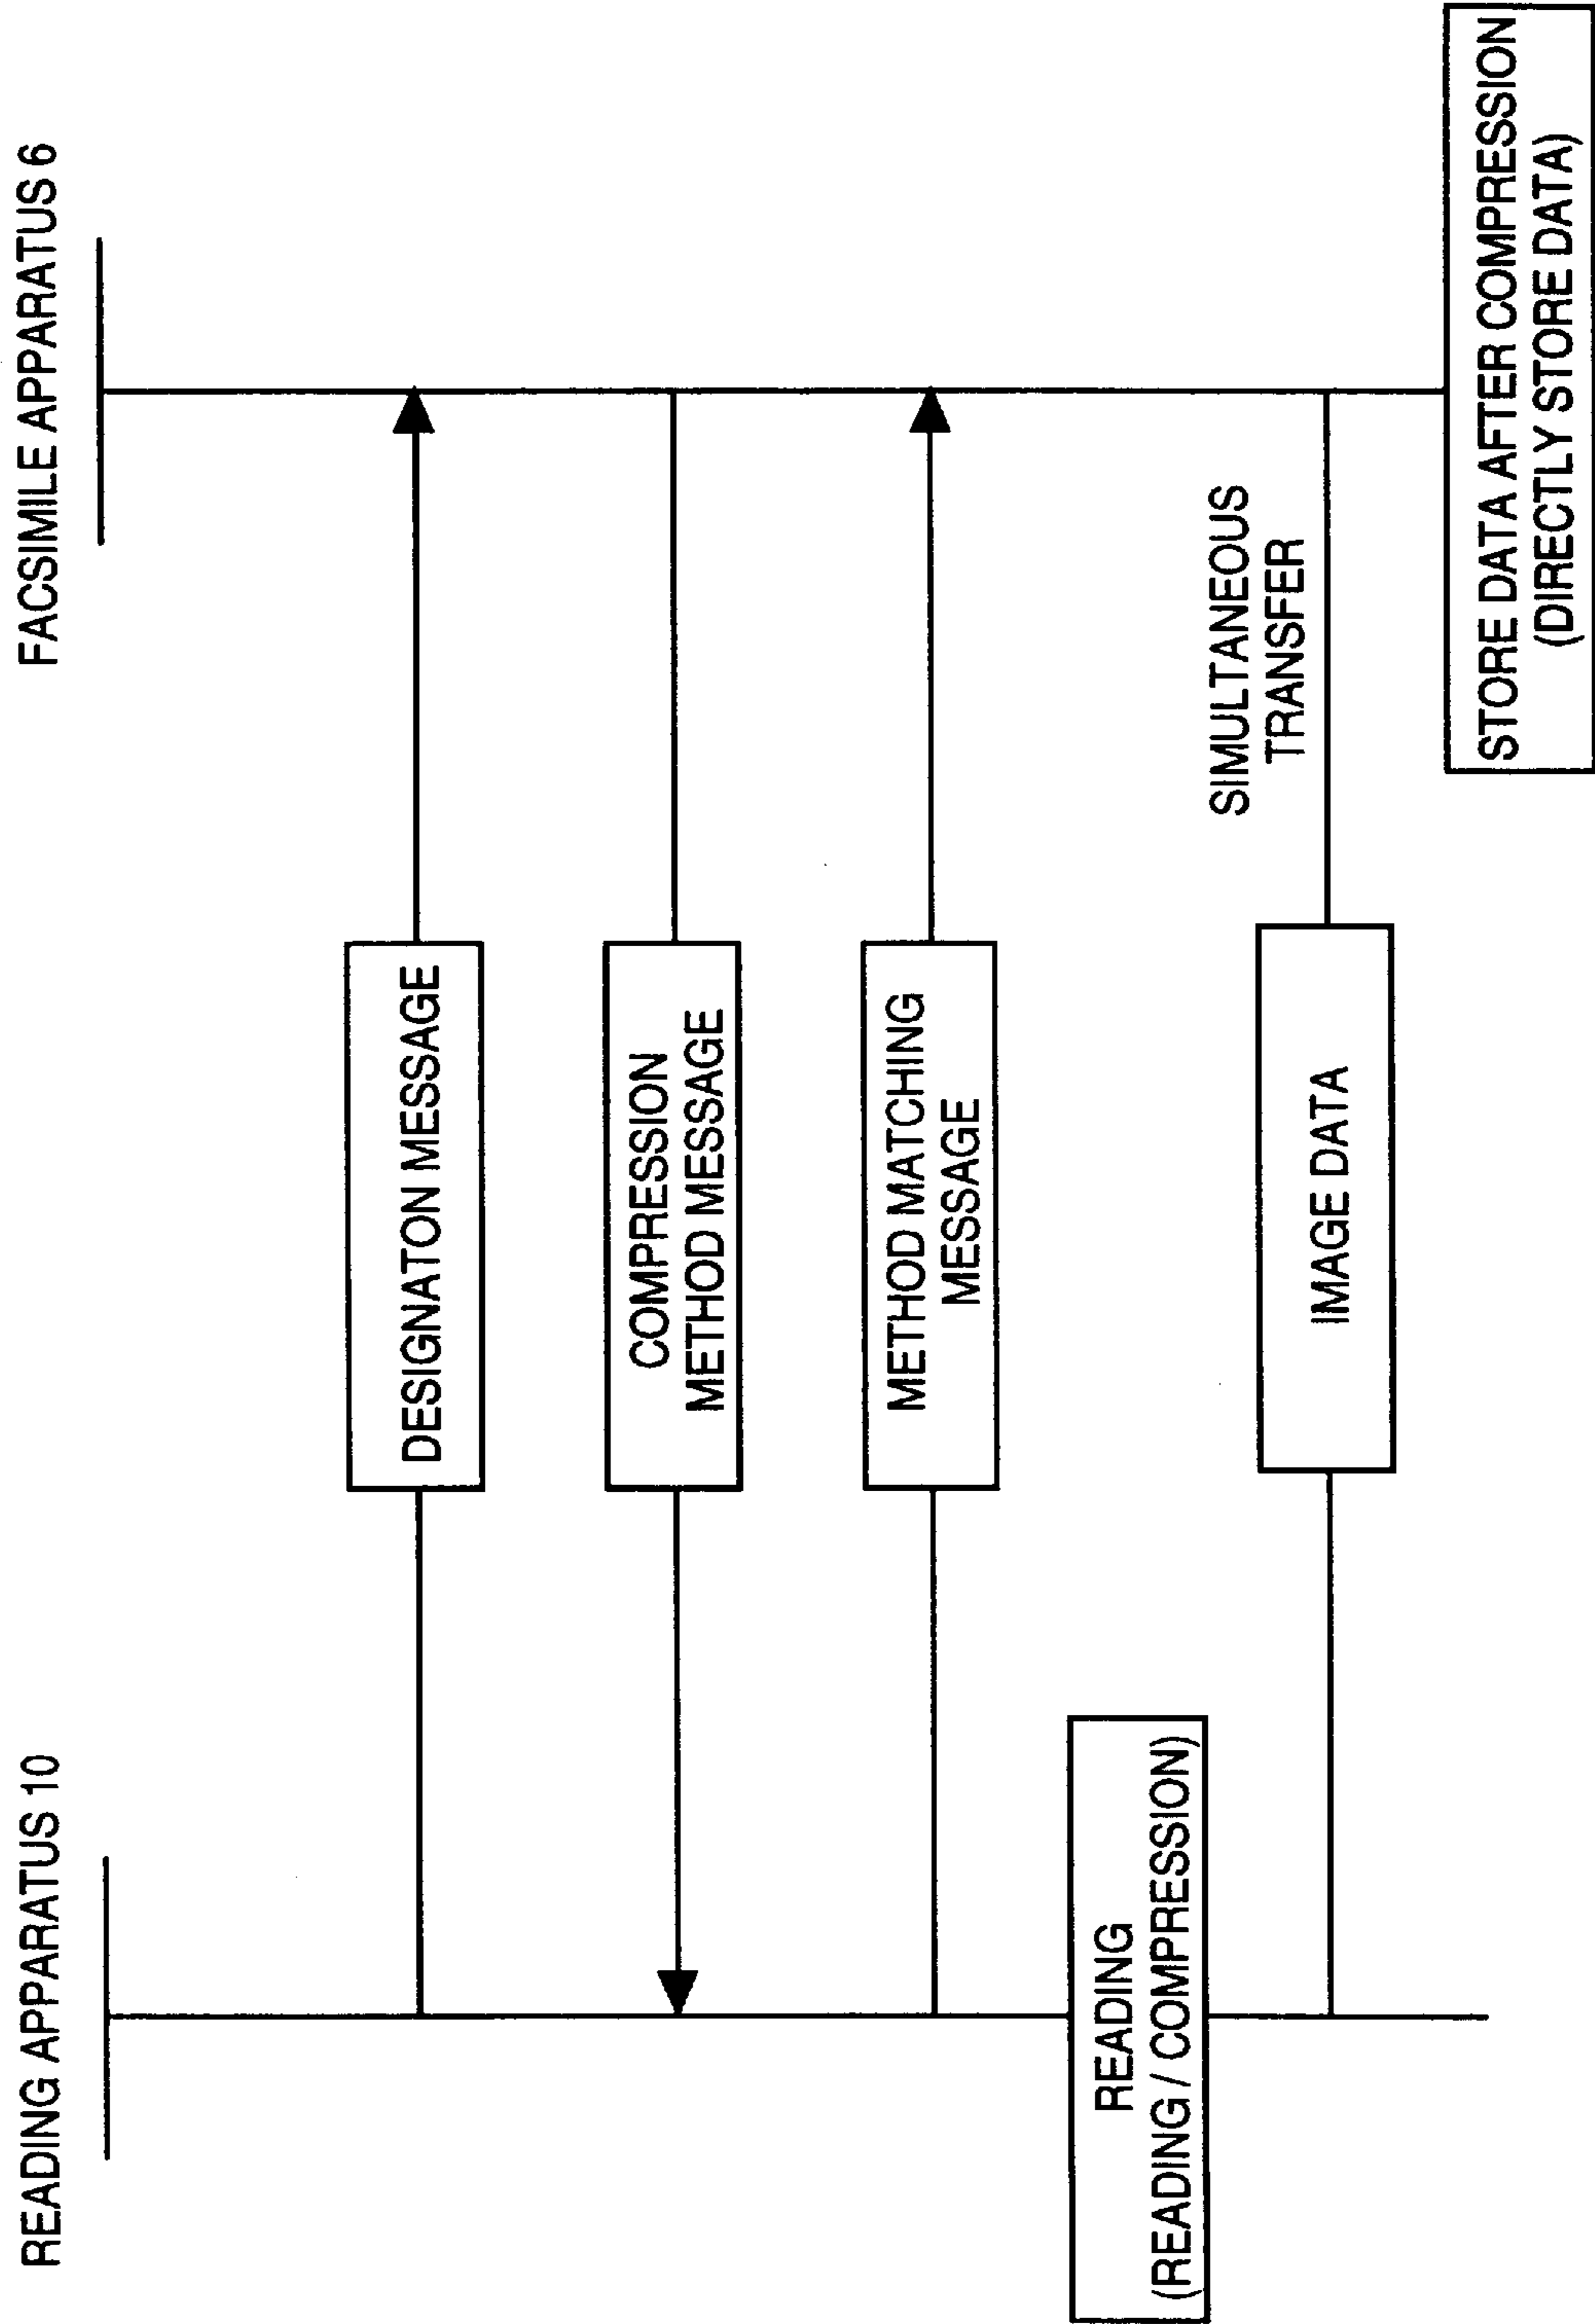 READING APPARATUS 10
FACSIMILE APPARATUS 6
DESIGNATON MESSAGE
COMPRESSION
METHOD MESSAGE
METHOD MATCHING
MESSAGE
READING
(READING / COMPRESSION)
SIMULTANEOUS
TRANSFER
IMAGE DATA
STORE DATA AFTER COMPRESSION
(DIRECTLY STORE DATA)